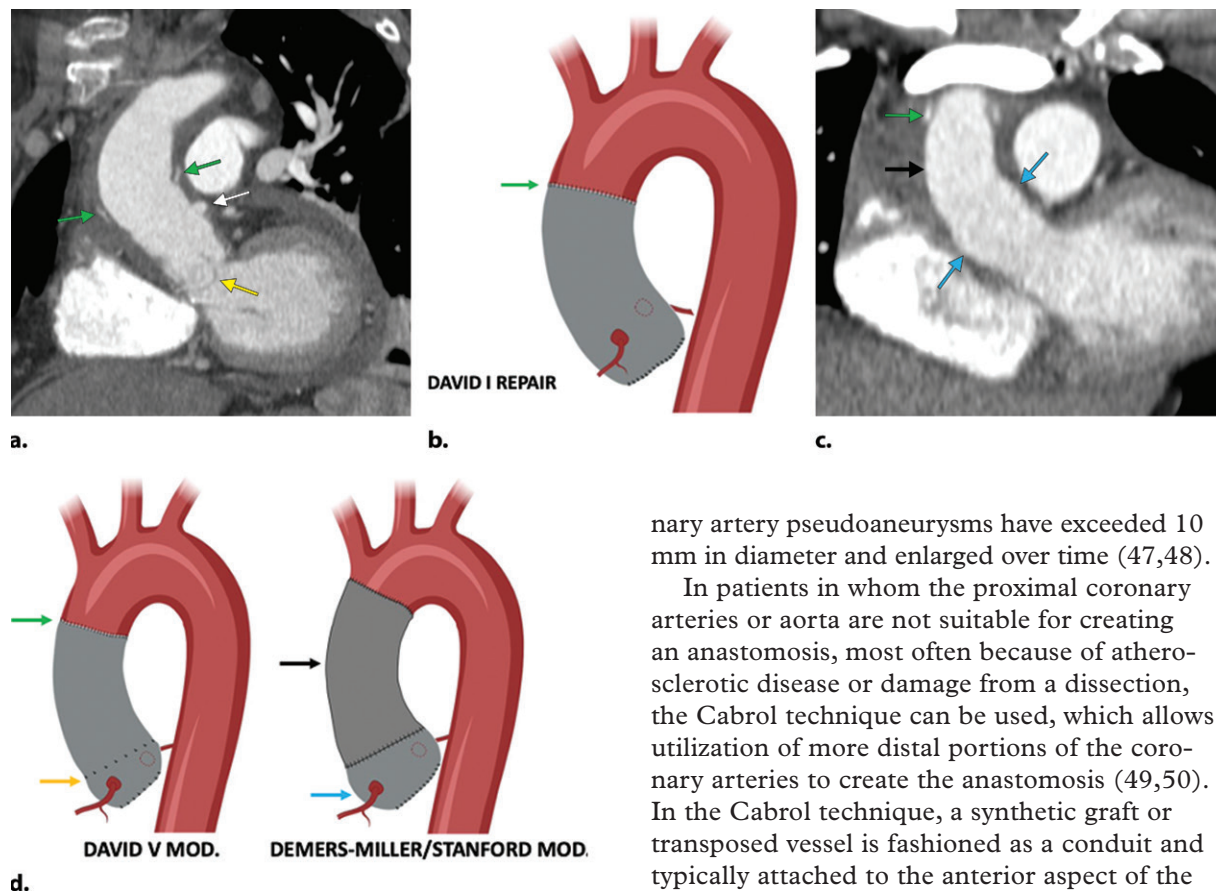 a.
b.
DAVID I REPAIR
c.
DAVID V MOD.
DEMERS-MILLER/STANFORD MOD.
d.
nary artery pseudoaneurysms have exceeded 10
mm in diameter and enlarged over time (47,48).
In patients in whom the proximal coronary
arteries or aorta are not suitable for creating
an anastomosis, most often because of athero-
sclerotic disease or damage from a dissection,
the Cabrol technique can be used, which allows
utilization of more distal portions of the coro-
nary arteries to create the anastomosis (49,50).
In the Cabrol technique, a synthetic graft or
transposed vessel is fashioned as a conduit and
typically attached to the anterior aspect of the